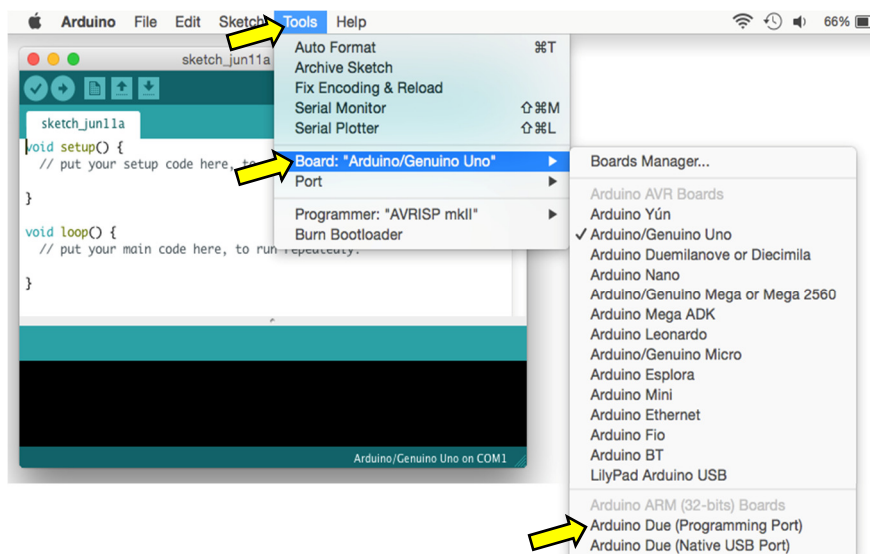 Arduino File Edit Sketch Tools Help 66%
sketch_jun11a
Auto Format ⌘T
Archive Sketch
Fix Encoding & Reload
Serial Monitor ⇧⌘M
Serial Plotter ⇧⌘L
Board: "Arduino/Genuino Uno"
Port
Programmer: "AVRISP mkII"
Burn Bootloader
sketch_jun11a
void setup() {
// put your setup code here, to
}
void loop() {
// put your main code here, to run repeatedly:
}
Arduino/Genuino Uno on COM1
Boards Manager...
Arduino AVR Boards
Arduino Yún
✓ Arduino/Genuino Uno
Arduino Duemilanove or Diecimila
Arduino Nano
Arduino/Genuino Mega or Mega 2560
Arduino Mega ADK
Arduino Leonardo
Arduino/Genuino Micro
Arduino Esplora
Arduino Mini
Arduino Ethernet
Arduino Fio
Arduino BT
LilyPad Arduino USB
Arduino ARM (32-bits) Boards
Arduino Due (Programming Port)
Arduino Due (Native USB Port)